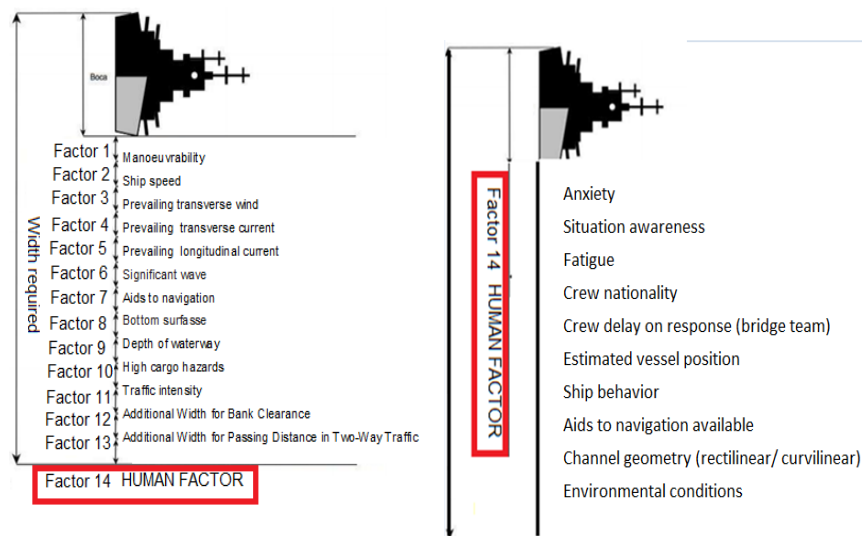 Boca
Factor 1 Manoeuvrability
Factor 2 Ship speed
Factor 3 Prevailing transverse wind
Factor 4 Prevailing transverse current
Factor 5 Prevailing longitudinal current
Factor 6 Significant wave
Factor 7 Aids to navigation
Factor 8 Bottom surfasse
Factor 9 Depth of waterway
Factor 10 High cargo hazards
Factor 11 Traffic intensity
Factor 12 Additional Width for Bank Clearance
Factor 13 Additional Width for Passing Distance in Two-Way Traffic
Width required
Factor 14 HUMAN FACTOR
Factor 14 HUMAN FACTOR
Anxiety
Situation awareness
Fatigue
Crew nationality
Crew delay on response (bridge team)
Estimated vessel position
Ship behavior
Aids to navigation available
Channel geometry (rectilinear/ curvilinear)
Environmental conditions